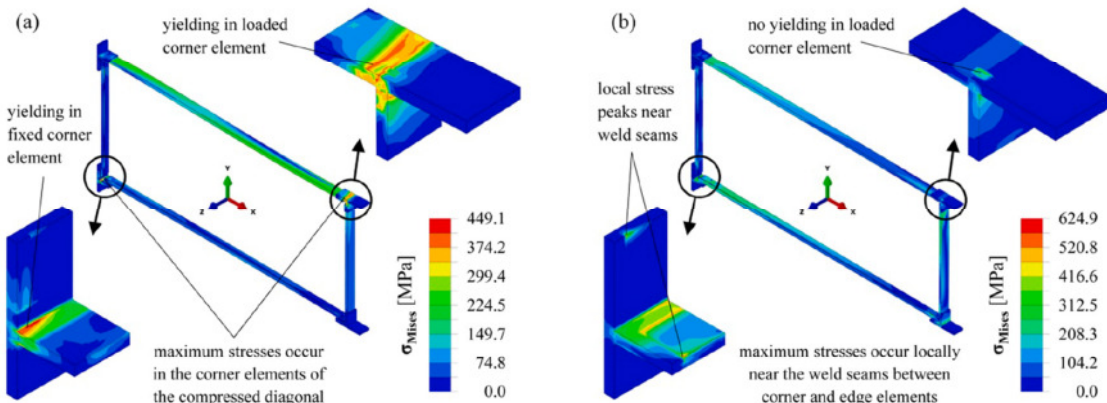 (a)
yielding in loaded
corner element
yielding in
fixed corner
element
Y
Z
X
449.1
374.2
299.4
224.5
149.7
74.8
0.0
σMises [MPa]
maximum stresses occur
in the corner elements of
the compressed diagonal
(b)
no yielding in loaded
corner element
local stress
peaks near
weld seams
Y
Z
X
624.9
520.8
416.6
312.5
208.3
104.2
0.0
σMises [MPa]
maximum stresses occur locally
near the weld seams between
corner and edge elements